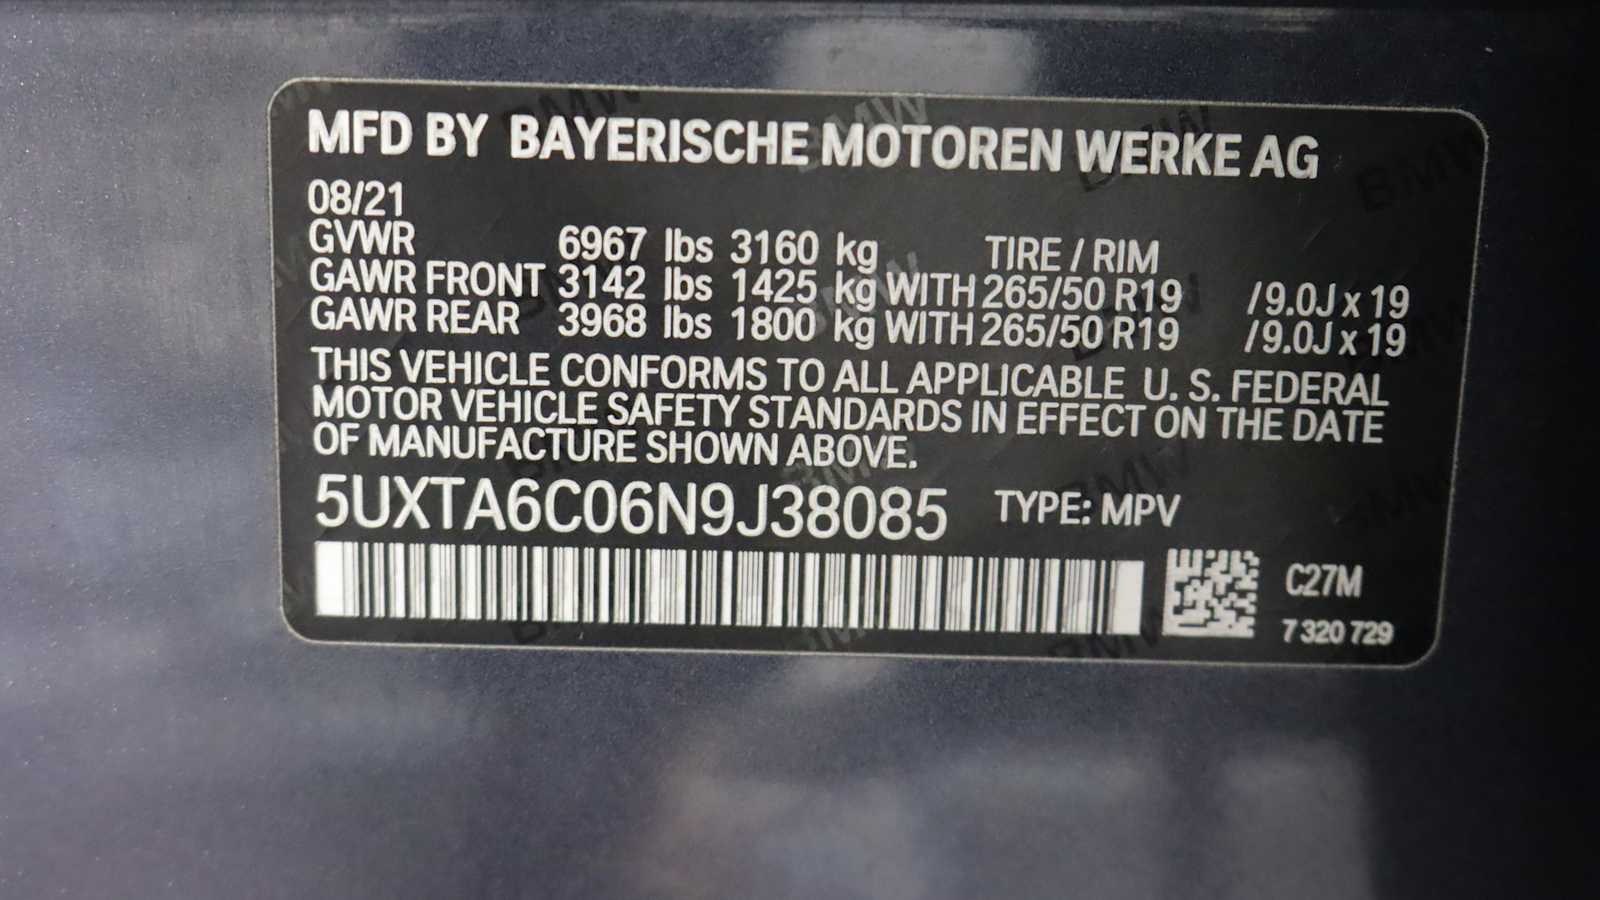 MFD BY BAYERISCHE MOTOREN WERKE AG
08/21
GVWR 6967 lbs 3160 kg TIRE / RIM
GAWR FRONT 3142 lbs 1425 kg WITH 265/50 R19 /9.0J x 19
GAWR REAR 3968 lbs 1800 kg WITH 265/50 R19 /9.0J x 19
THIS VEHICLE CONFORMS TO ALL APPLICABLE U. S. FEDERAL
MOTOR VEHICLE SAFETY STANDARDS IN EFFECT ON THE DATE
OF MANUFACTURE SHOWN ABOVE.
5UXTA6C06N9J38085 TYPE: MPV
C27M
7 320 729